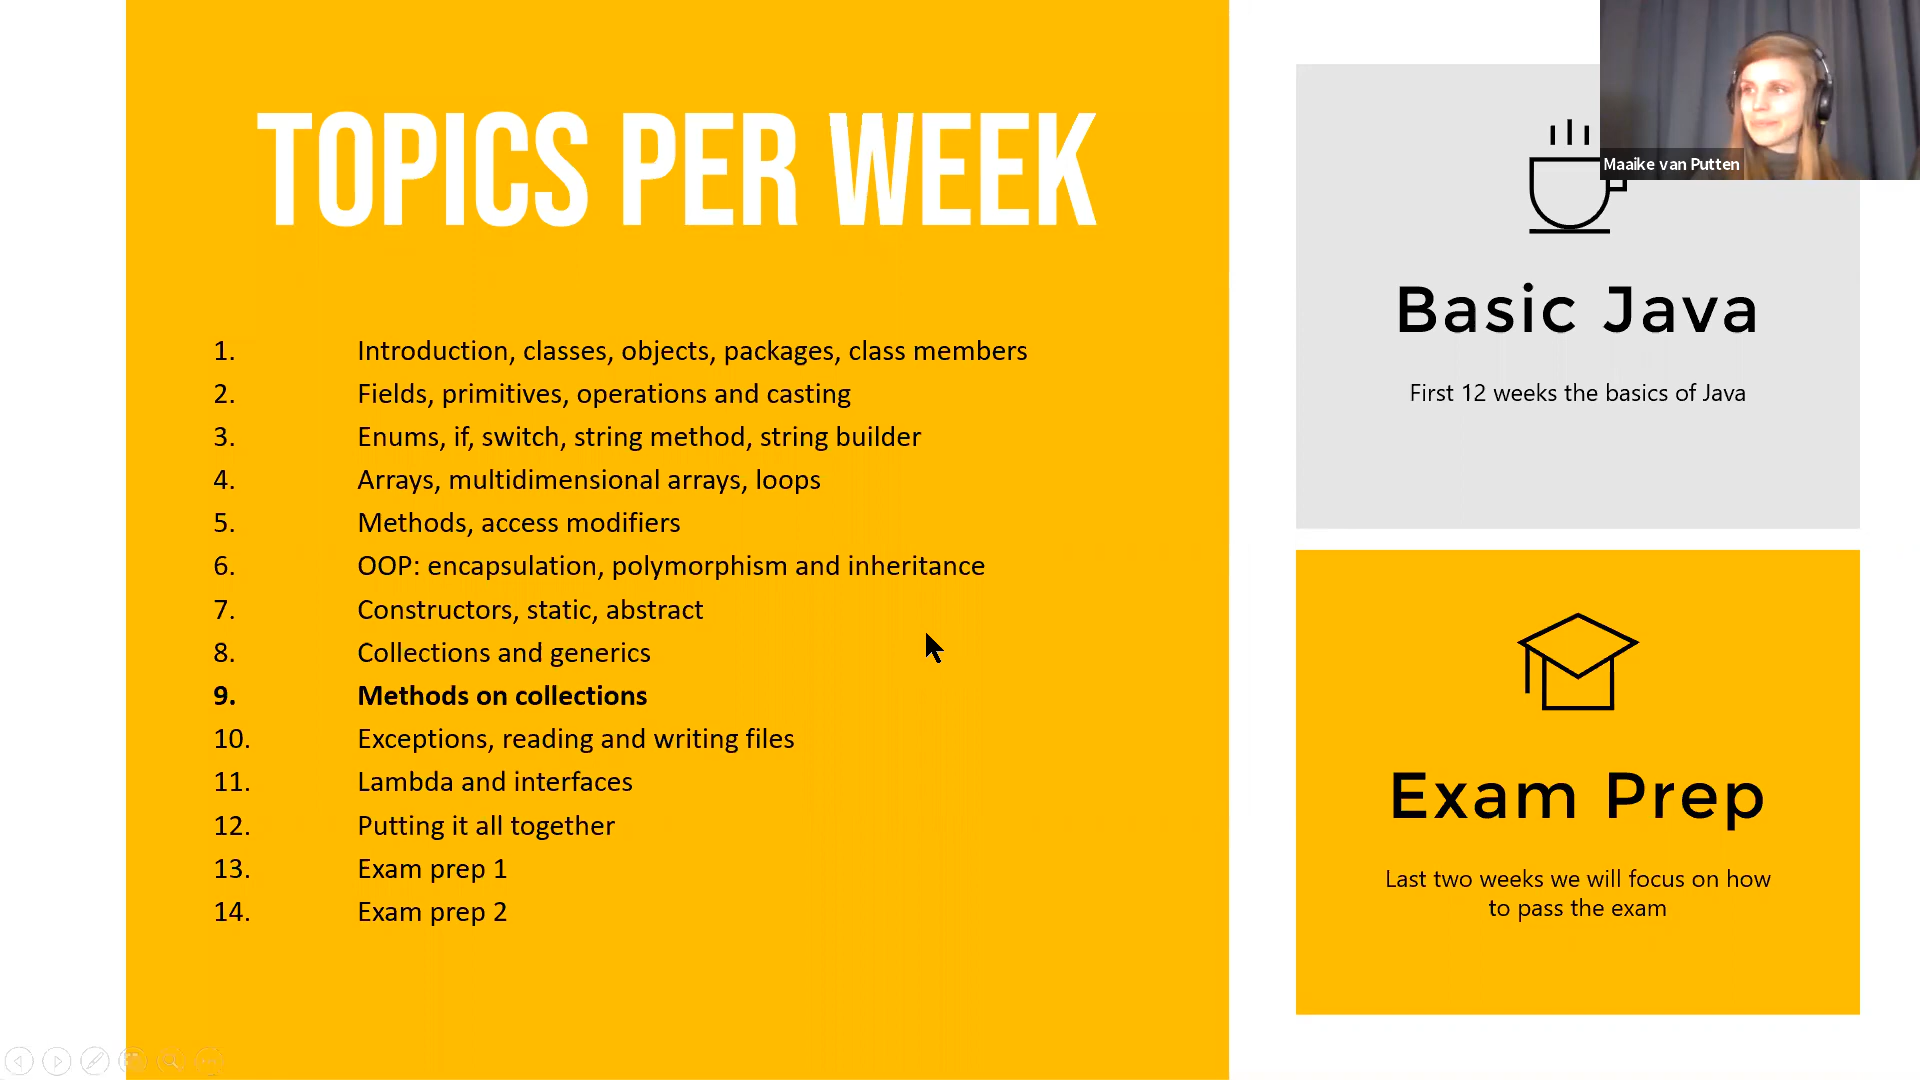 TOPICS PER WEEK
1. Introduction, classes, objects, packages, class members
2. Fields, primitives, operations and casting
3. Enums, if, switch, string method, string builder
4. Arrays, multidimensional arrays, loops
5. Methods, access modifiers
6. OOP: encapsulation, polymorphism and inheritance
7. Constructors, static, abstract
8. Collections and generics
9. Methods on collections
10. Exceptions, reading and writing files
11. Lambda and interfaces
12. Putting it all together
13. Exam prep 1
14. Exam prep 2
Maaike van Putten
Basic Java
First 12 weeks the basics of Java
Exam Prep
Last two weeks we will focus on how
to pass the exam